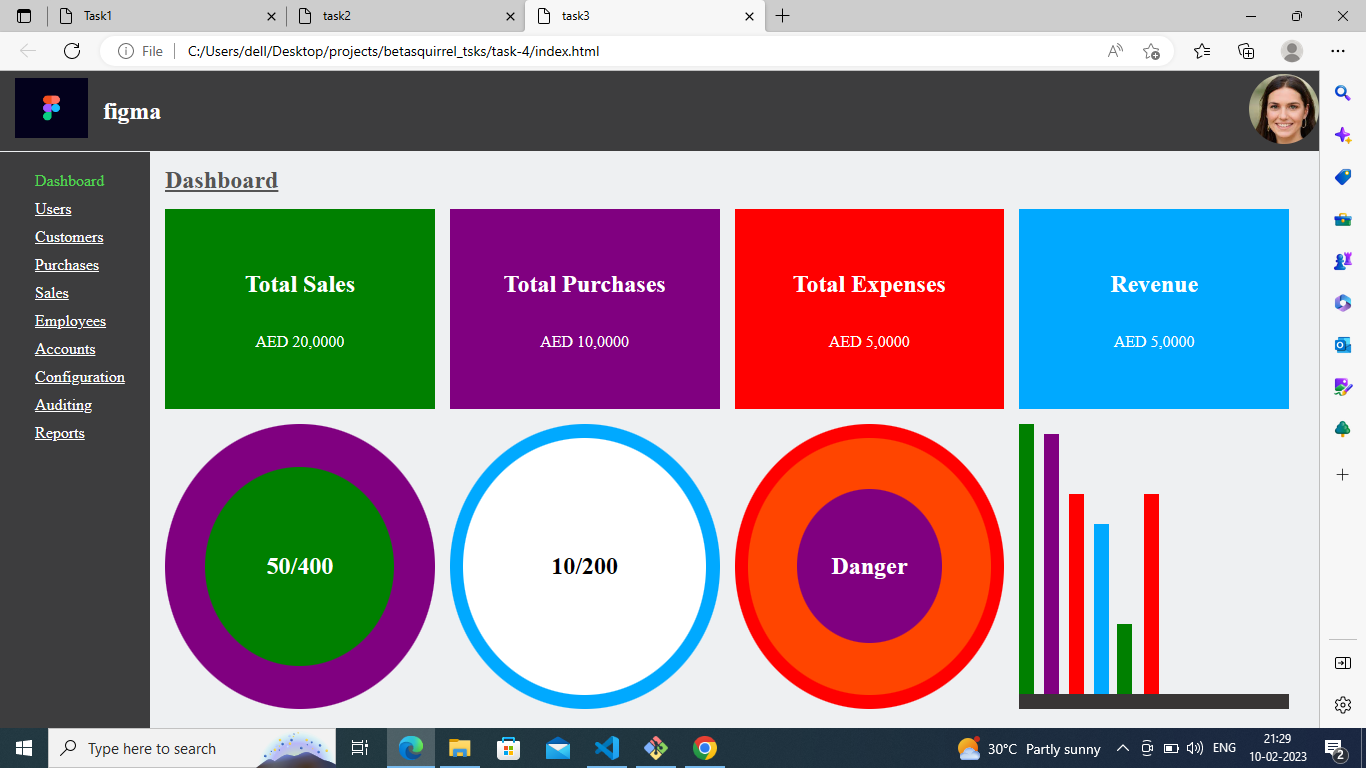 Task1
task2
task3
File
C:/Users/dell/Desktop/projects/betasquirrel_tsks/task-4/index.html
figma
Dashboard
Users
Customers
Purchases
Sales
Employees
Accounts
Configuration
Auditing
Reports
Dashboard
Total Sales
AED 20,0000
Total Purchases
AED 10,0000
Total Expenses
AED 5,0000
Revenue
AED 5,0000
50/400
10/200
Danger
Type here to search
30°C Partly sunny
ENG
21:29
10-02-2023
2